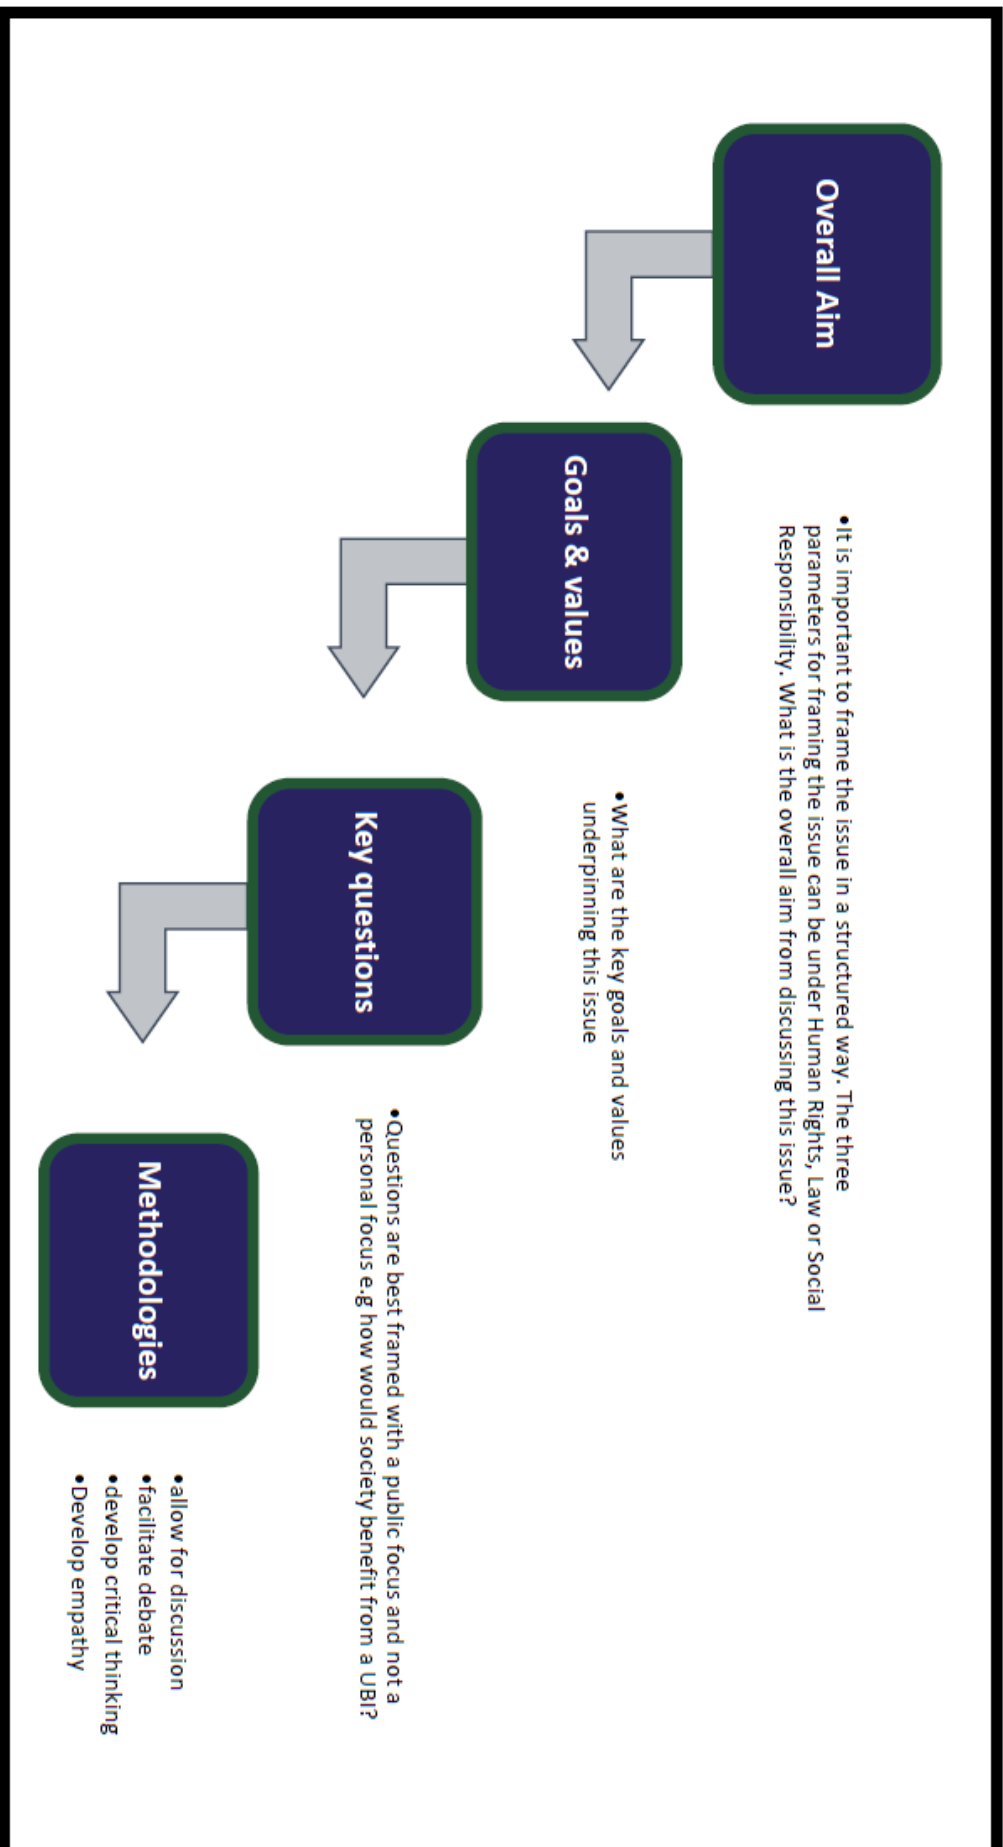 Overall Aim
•It is important to frame the issue in a structured way. The three
parameters for framing the issue can be under Human Rights, Law or Social
Responsibility. What is the overall aim from discussing this issue?
Goals & values
•What are the key goals and values
underpinning this issue
Key questions
•Questions are best framed with a public focus and not a
personal focus e.g how would society benefit from a UBI?
Methodologies
•allow for discussion
•facilitate debate
•develop critical thinking
•Develop empathy